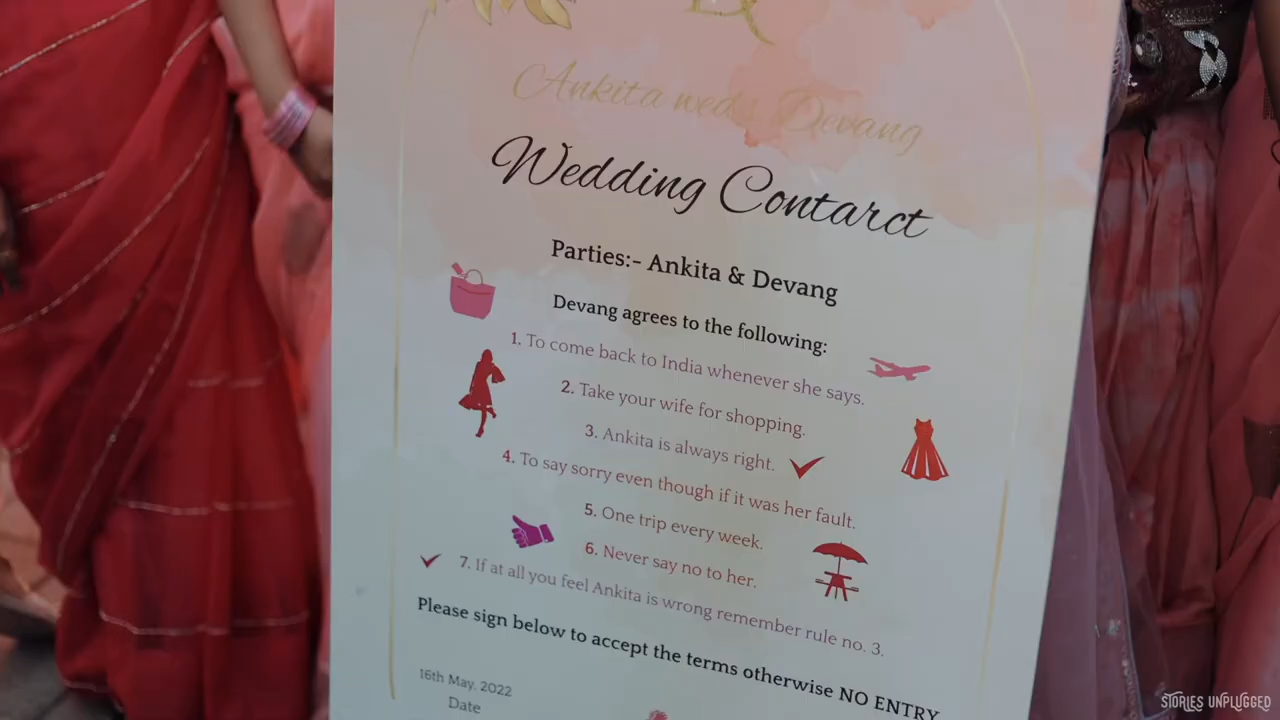 Ankita weds Devang
Wedding Contarct
Parties:- Ankita & Devang
Devang agrees to the following:
1. To come back to India whenever she says.
2. Take your wife for shopping.
3. Ankita is always right.
4. To say sorry even though if it was her fault.
5. One trip every week.
6. Never say no to her.
7. If at all you feel Ankita is wrong remember rule no. 3.
Please sign below to accept the terms otherwise NO ENTRY
16th May. 2022
Date
STORIES UNPLUGGED